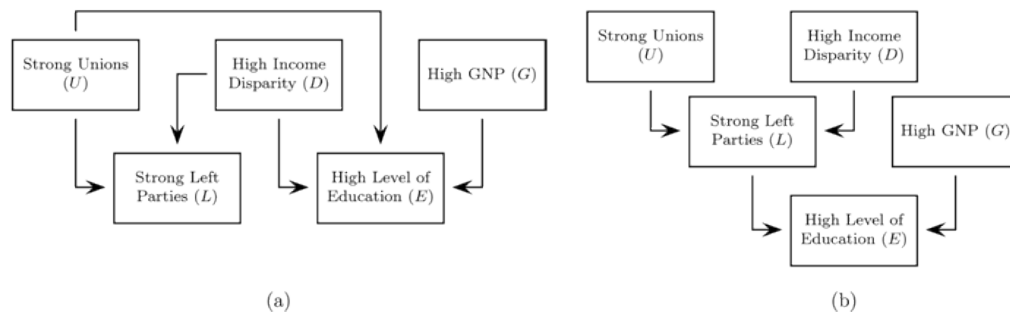 Strong Unions
(U)
High Income
Disparity (D)
High GNP (G)
Strong Left
Parties (L)
High Level of
Education (E)
(a)
Strong Unions
(U)
High Income
Disparity (D)
Strong Left
Parties (L)
High GNP (G)
High Level of
Education (E)
(b)